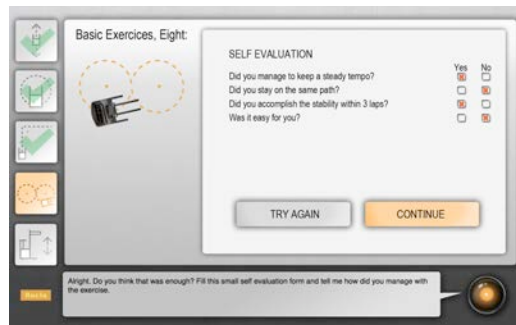 Basic Exercices, Eight:
SELF EVALUATION
Yes No
Did you manage to keep a steady tempo?
Did you stay on the same path?
Did you accomplish the stability within 3 laps?
Was it easy for you?
TRY AGAIN
CONTINUE
Alright. Do you think that was enough? Fill this small self evaluation form and tell me how did you manage with
the exercise.